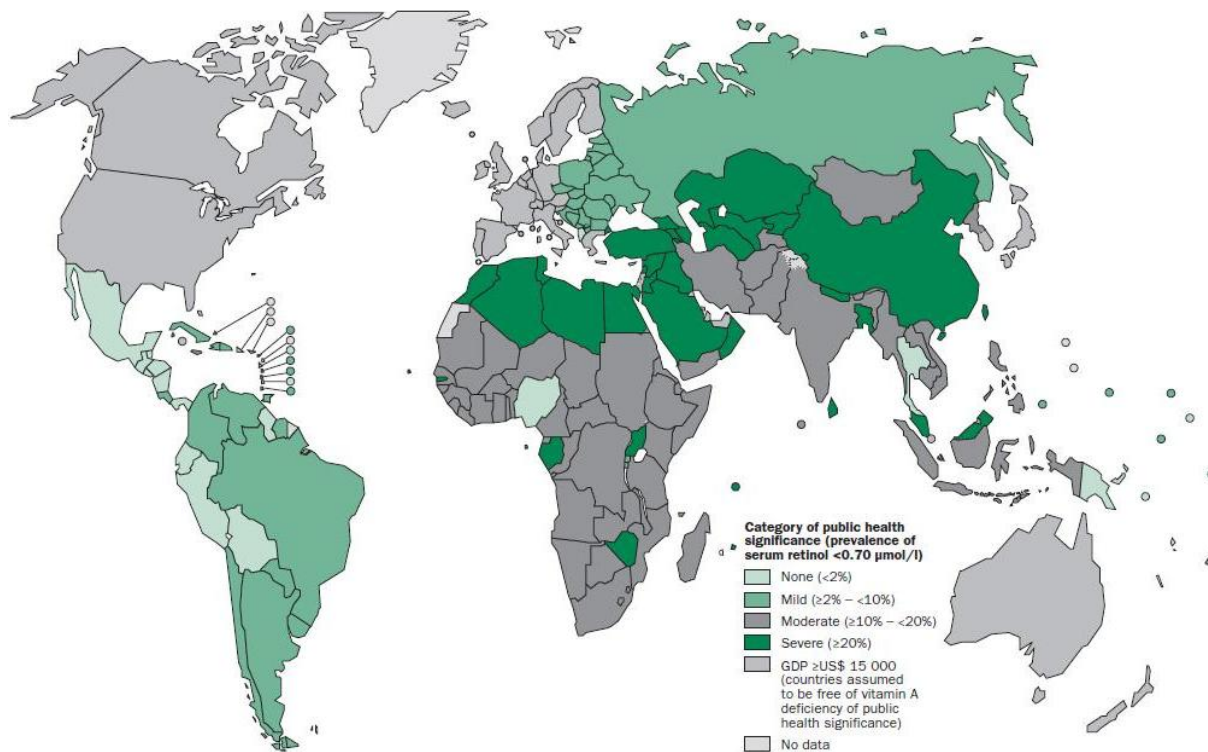 Category of public health
significance (prevalence of
serum retinol <0.70 µmol/l)
None (<2%)
Mild (≥2% – <10%)
Moderate (≥10% – <20%)
Severe (≥20%)
GDP ≥US$ 15 000
(countries assumed
to be free of vitamin A
deficiency of public
health significance)
No data